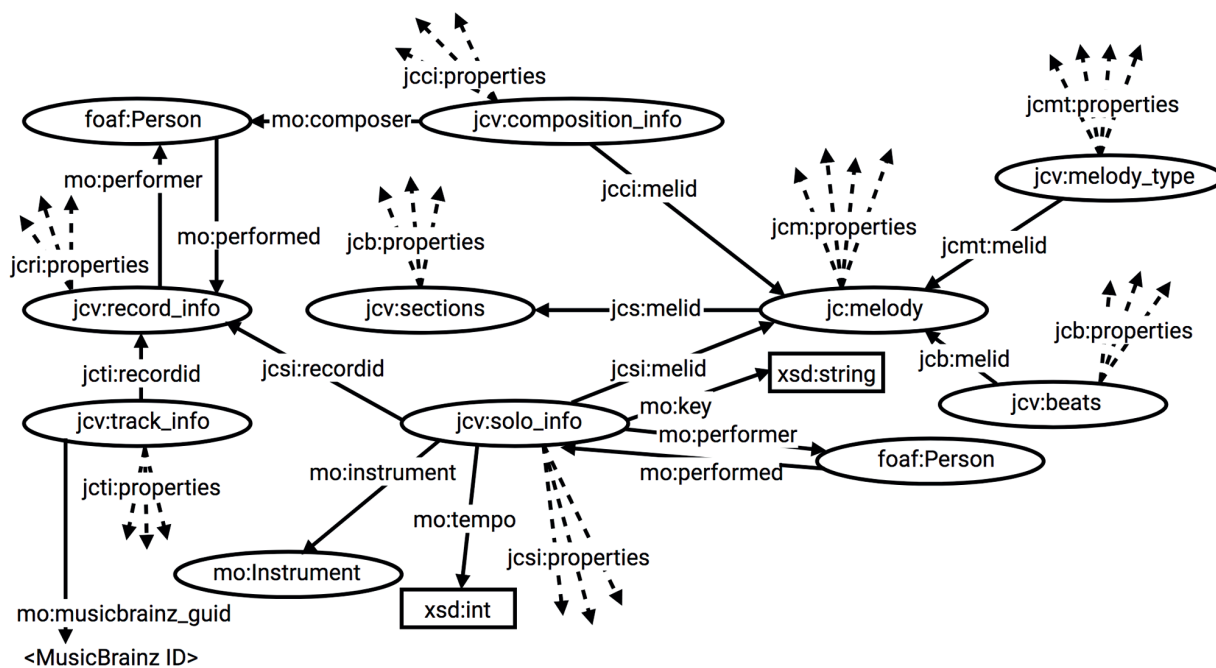 jcci:properties
jcmt:properties
foaf:Person
mo:composer
jcv:composition_info
mo:performer
jcci:melid
jcv:melody_type
mo:performed
jcb:properties
jcm:properties
jcri:properties
jcmt:melid
jcv:record_info
jcv:sections
jcs:melid
jc:melody
jcb:properties
jcti:recordid
jcsi:recordid
jcsi:melid
xsd:string
jcb:melid
mo:key
jcv:beats
jcv:track_info
jcv:solo_info
mo:performer
foaf:Person
mo:performed
jcti:properties
mo:instrument
mo:tempo
jcsi:properties
mo:Instrument
xsd:int
mo:musicbrainz_guid
<MusicBrainz ID>